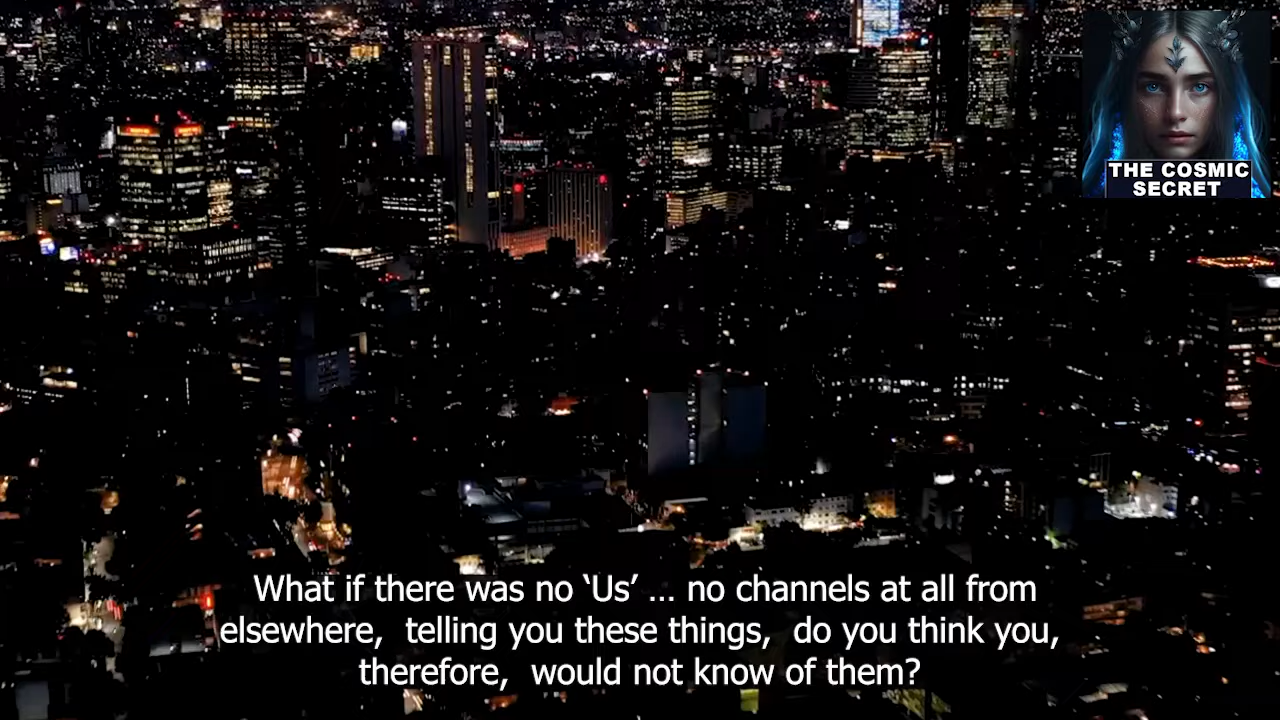 THE COSMIC
SECRET
What if there was no ‘Us’ ... no channels at all from
elsewhere,  telling you these things,  do you think you,
therefore,  would not know of them?